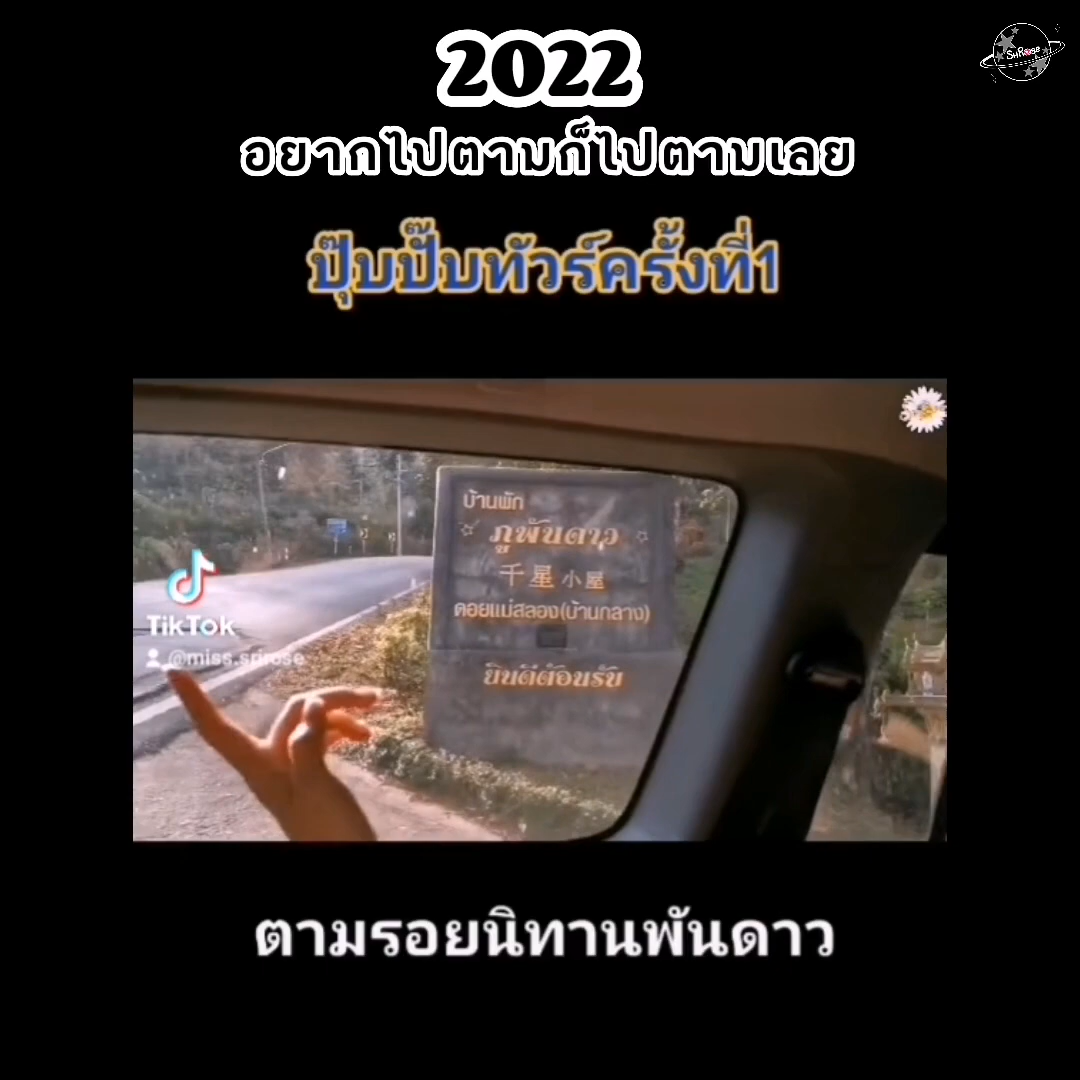 2022
SriRose
อยากไปตามก็ไปตามเลย
ปุ๊บปั๊บทัวร์ครั้งที่1
บ้านพัก
ภูพันดาว
千星小屋
ดอยแม่สลอง(บ้านกลาง)
ยินดีต้อนรับ
TikTok
@miss.srirose
ตามรอยนิทานพันดาว